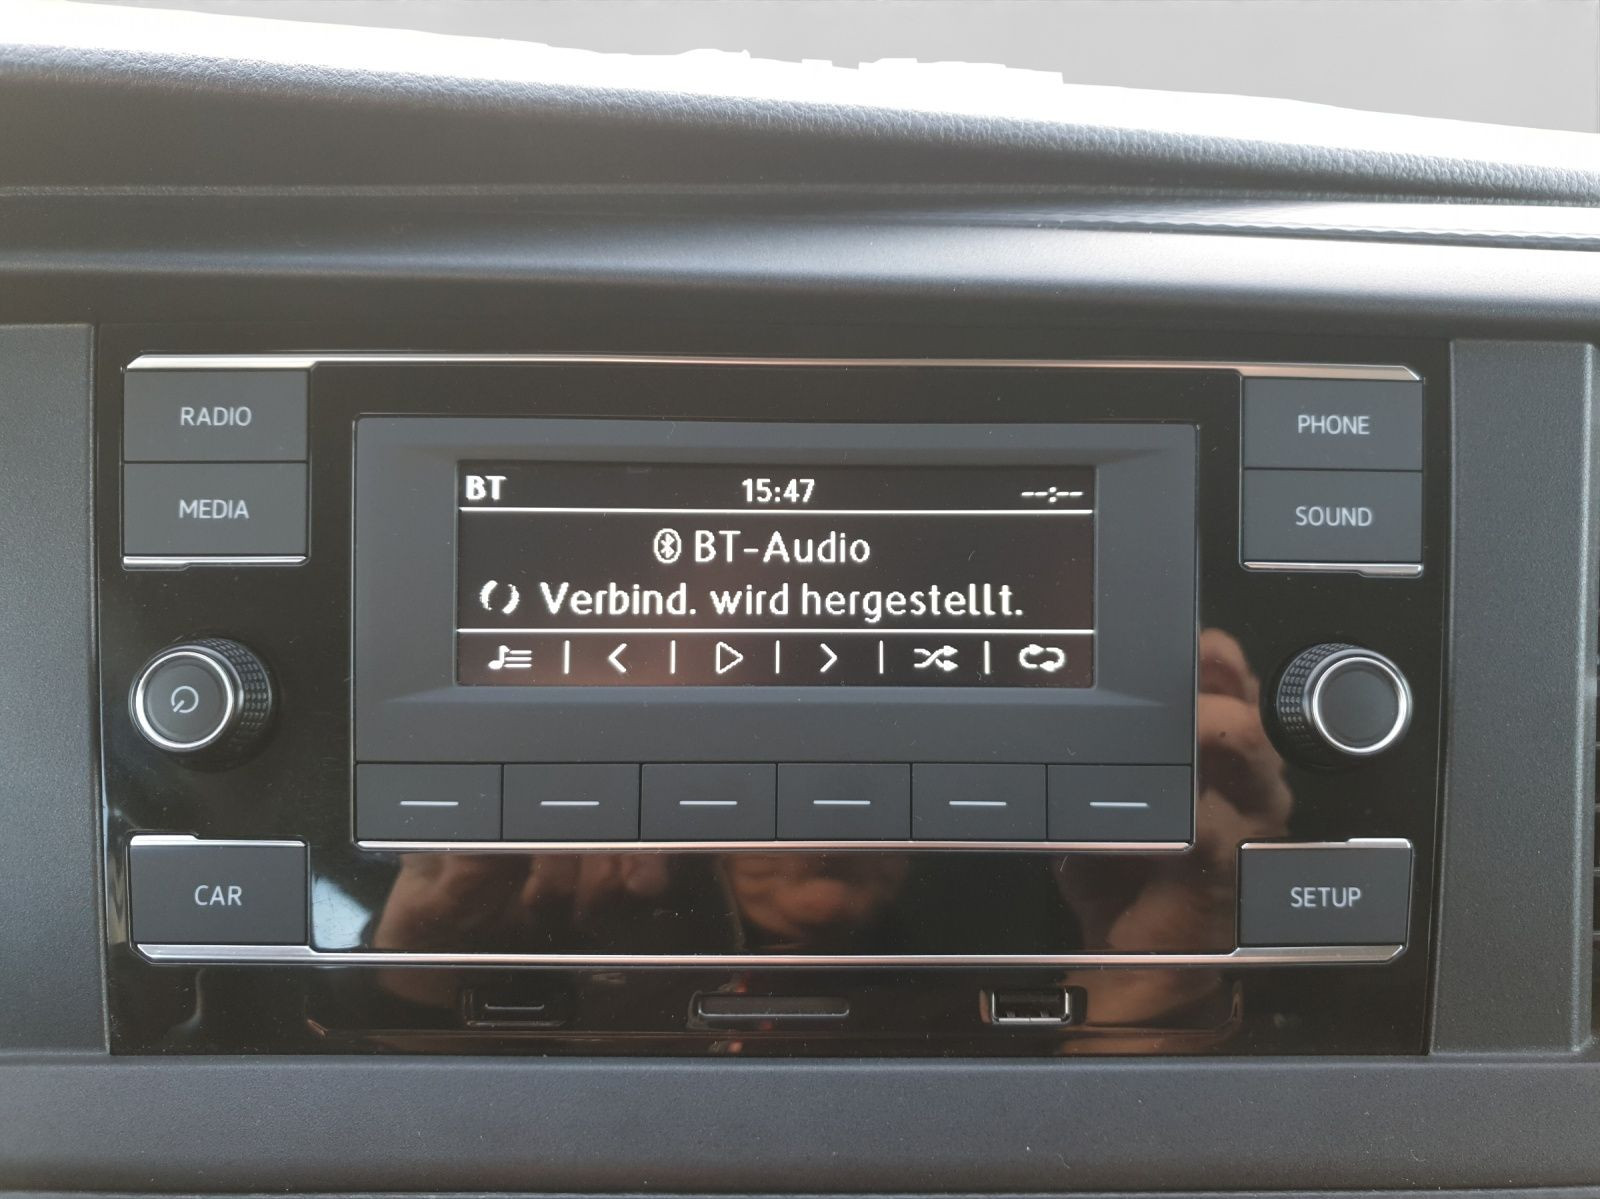 RADIO
PHONE
MEDIA
SOUND
BT 15:47 --:--
BT-Audio
Verbind. wird hergestellt.
CAR
SETUP